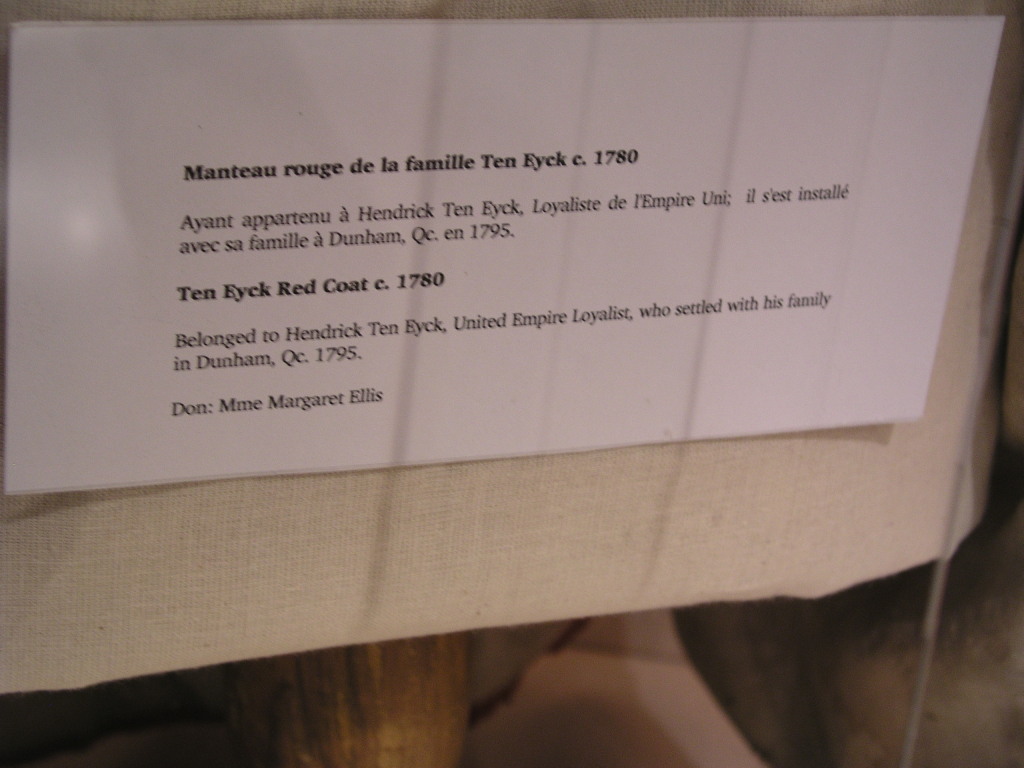 Manteau rouge de la famille Ten Eyck c. 1780
Ayant appartenu à Hendrick Ten Eyck, Loyaliste de l'Empire Uni; il s'est installé
avec sa famille à Dunham, Qc. en 1795.
Ten Eyck Red Coat c. 1780
Belonged to Hendrick Ten Eyck, United Empire Loyalist, who settled with his family
in Dunham, Qc. 1795.
Don: Mme Margaret Ellis